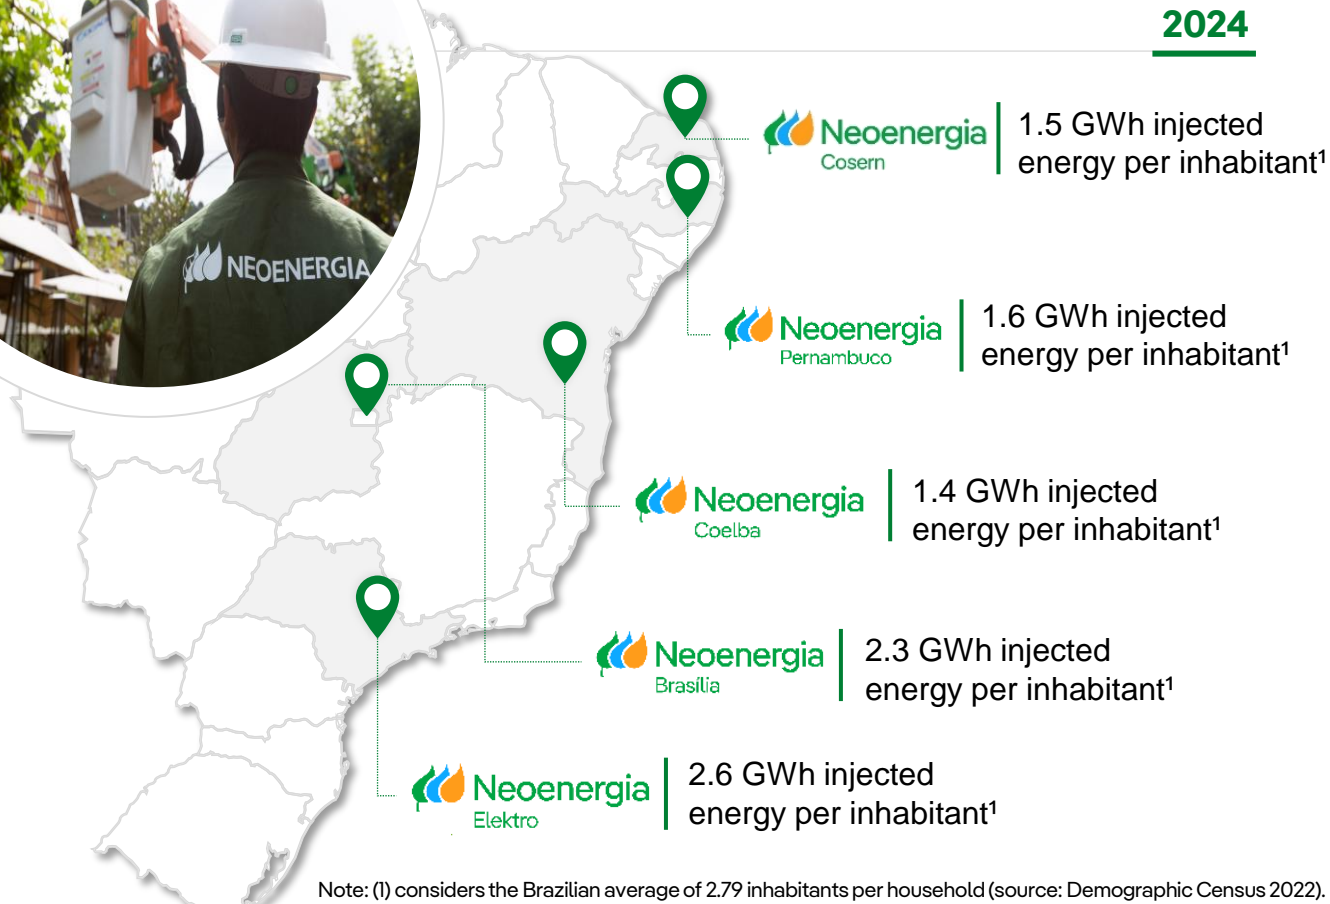 2024
NEOENERGIA
Neoenergia
Cosern
1.5 GWh injected
energy per inhabitant¹
Neoenergia
Pernambuco
1.6 GWh injected
energy per inhabitant¹
Neoenergia
Coelba
1.4 GWh injected
energy per inhabitant¹
Neoenergia
Brasília
2.3 GWh injected
energy per inhabitant¹
Neoenergia
Elektro
2.6 GWh injected
energy per inhabitant¹
Note: (1) considers the Brazilian average of 2.79 inhabitants per household (source: Demographic Census 2022).